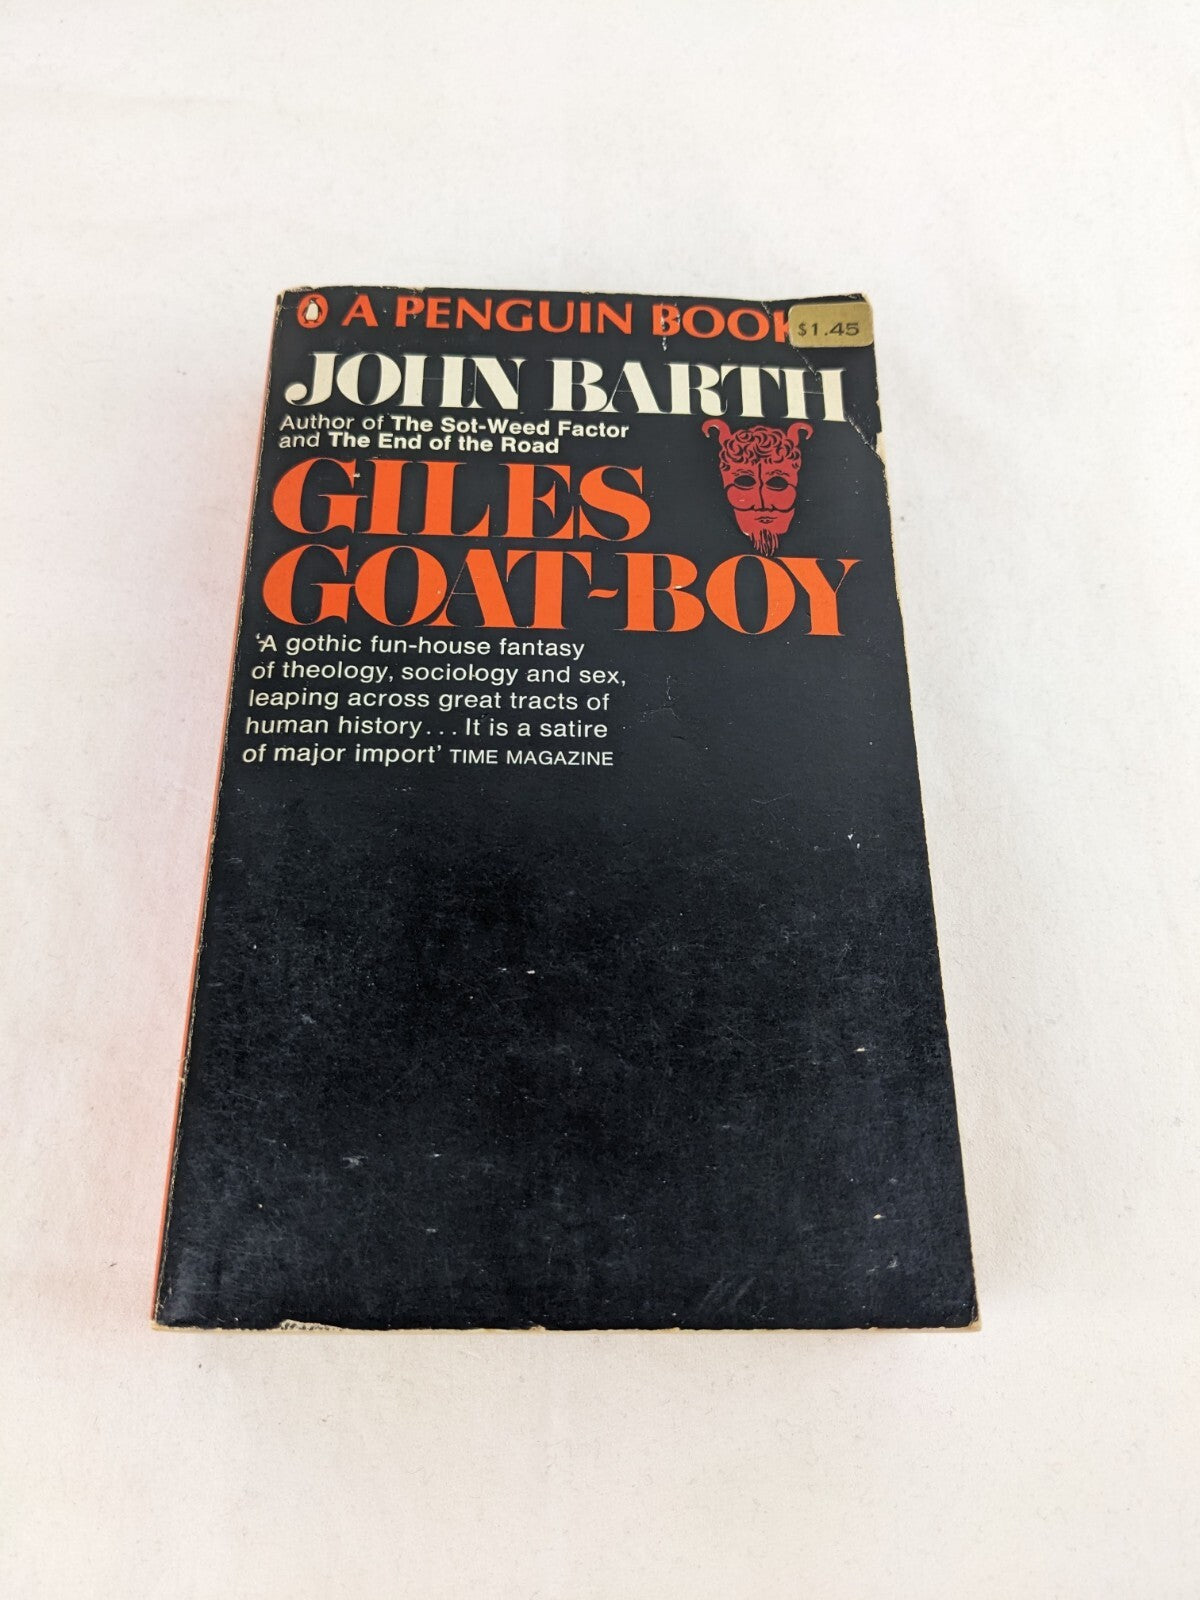 A PENGUIN BOOK
$1.45
JOHN BARTH
Author of The Sot-Weed Factor
and The End of the Road
GILES
GOAT-BOY
‘A gothic fun-house fantasy
of theology, sociology and sex,
leaping across great tracts of
human history... It is a satire
of major import’ TIME MAGAZINE